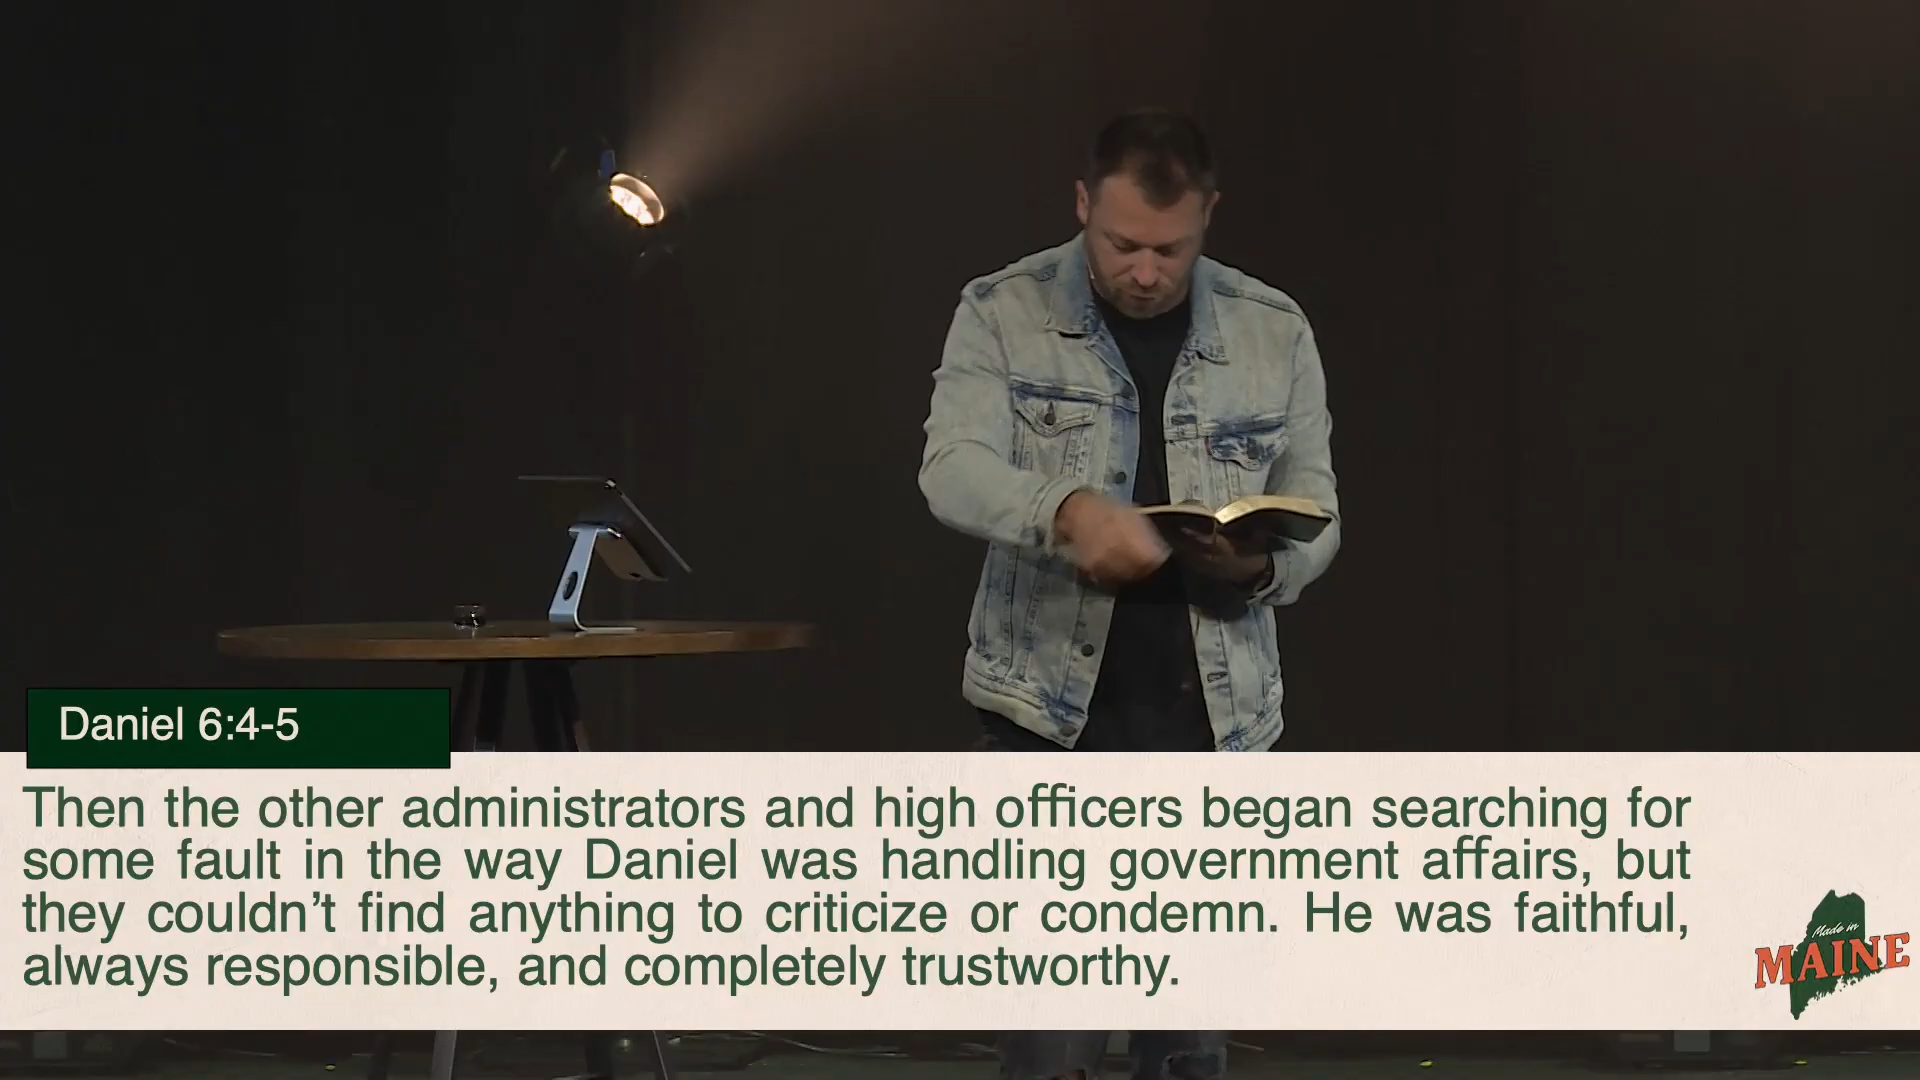 Daniel 6:4-5
Then the other administrators and high officers began searching for
some fault in the way Daniel was handling government affairs, but
they couldn’t find anything to criticize or condemn. He was faithful,
always responsible, and completely trustworthy.
Made in
MAINE